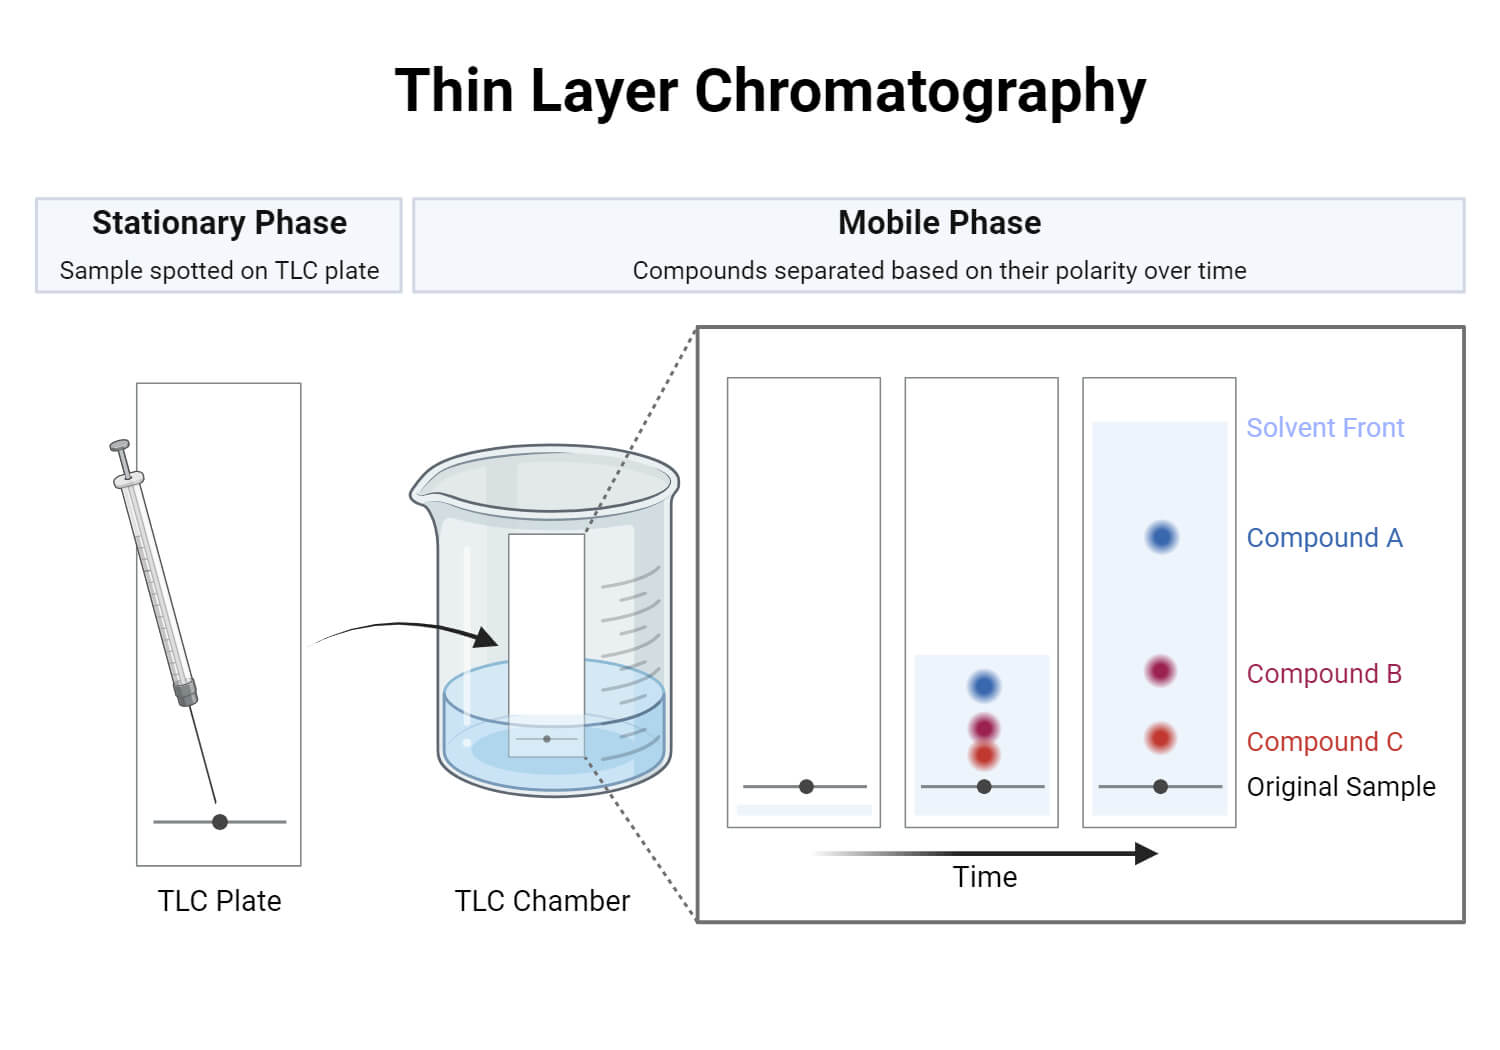 Thin Layer Chromatography
Stationary Phase
Sample spotted on TLC plate
Mobile Phase
Compounds separated based on their polarity over time
Solvent Front
Compound A
Compound B
Compound C
Original Sample
Time
TLC Plate
TLC Chamber